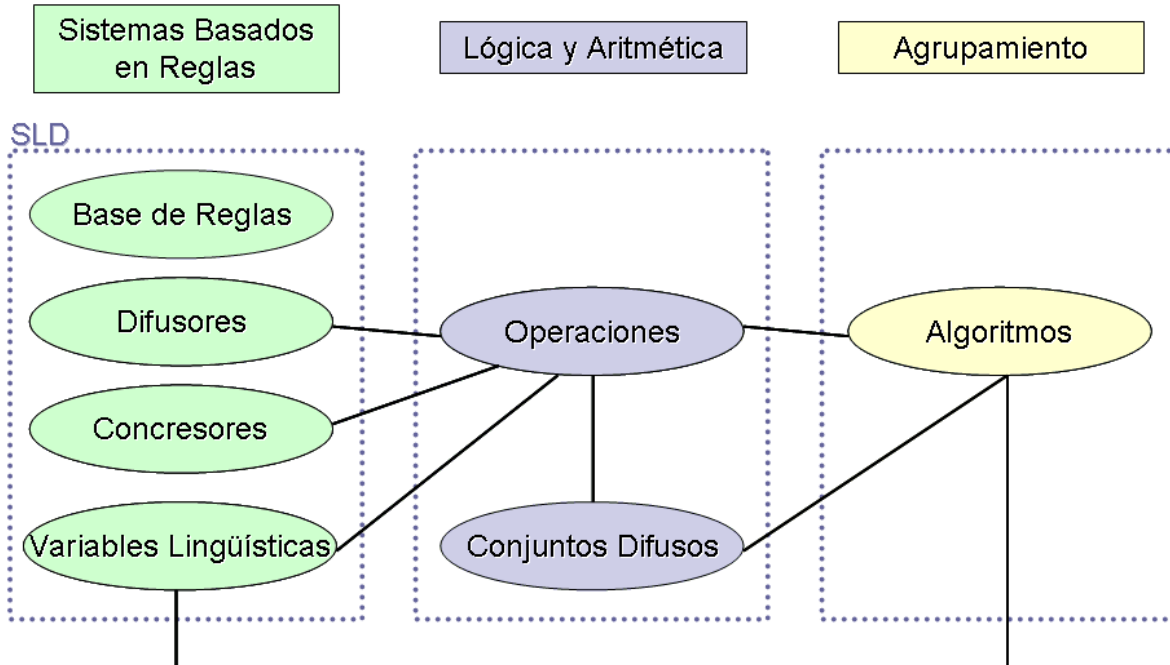 Sistemas Basados
en Reglas
Lógica y Aritmética
Agrupamiento
SLD
Base de Reglas
Difusores
Operaciones
Algoritmos
Concresores
Variables Lingüísticas
Conjuntos Difusos